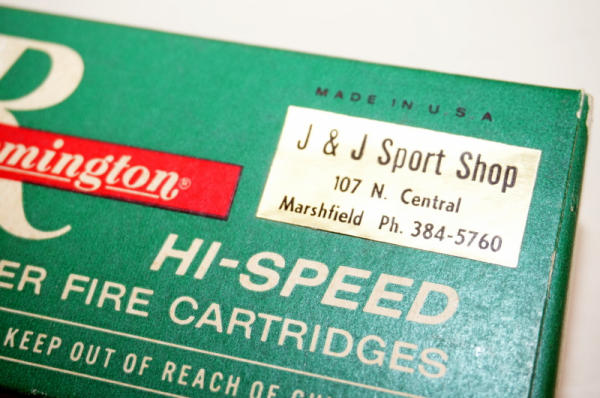 R
mington®
MADE IN U S A
J & J Sport Shop
107 N. Central
Marshfield Ph. 384-5760
HI-SPEED
ER FIRE CARTRIDGES
KEEP OUT OF REACH OF